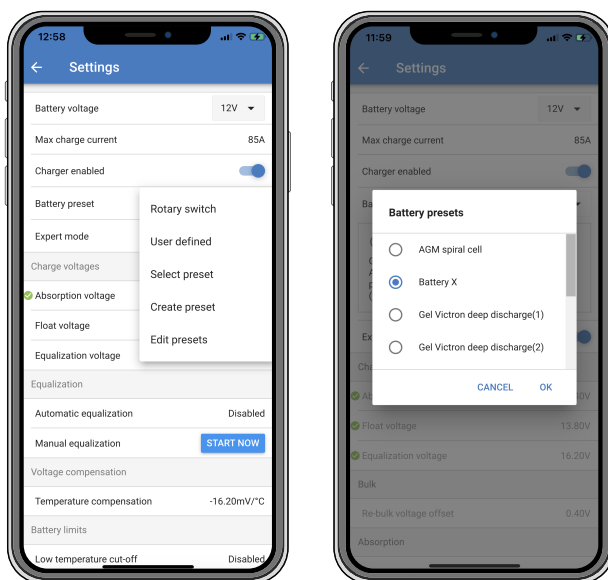 12:58
Settings
Battery voltage 12V
Max charge current 85A
Charger enabled
Battery preset
Rotary switch
User defined
Select preset
Create preset
Edit presets
Expert mode
Charge voltages
Absorption voltage
Float voltage
Equalization voltage
Equalization
Automatic equalization Disabled
Manual equalization START NOW
Voltage compensation
Temperature compensation -16.20mV/°C
Battery limits
Low temperature cut-off Disabled
11:59
Settings
Battery voltage 12V
Max charge current 85A
Charger enabled
Ba
Battery presets
AGM spiral cell
Battery X
Gel Victron deep discharge(1)
Gel Victron deep discharge(2)
CANCEL OK
Ex
Cha
Ab
Float voltage 13.80V
Equalization voltage 16.20V
Bulk
Re-bulk voltage offset 0.40V
Absorption